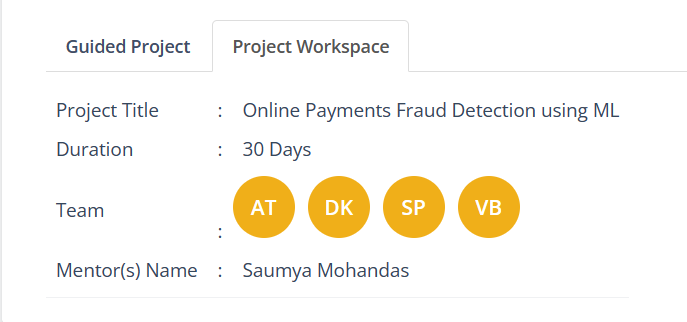 Guided Project Project Workspace
Project Title : Online Payments Fraud Detection using ML
Duration : 30 Days
Team : AT DK SP VB
Mentor(s) Name : Saumya Mohandas